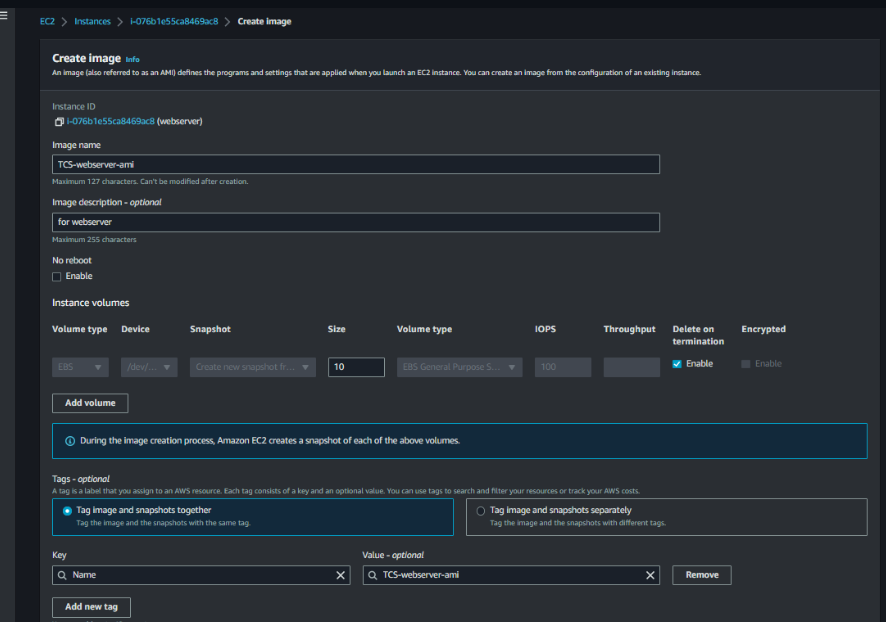 EC2 > Instances > i-076b1e55ca8469ac8 > Create image
Create image Info
An image (also referred to as an AMI) defines the programs and settings that are applied when you launch an EC2 instance. You can create an image from the configuration of an existing instance.
Instance ID
i-076b1e55ca8469ac8 (webserver)
Image name
TCS-webserver-ami
Maximum 127 characters. Can't be modified after creation.
Image description - optional
for webserver
Maximum 255 characters
No reboot
Enable
Instance volumes
Volume type Device Snapshot Size Volume type IOPS Throughput Delete on termination Encrypted
EBS /dev/... Create new snapshot fr... 10 EBS General Purpose S... 100 Enable Enable
Add volume
During the image creation process, Amazon EC2 creates a snapshot of each of the above volumes.
Tags - optional
A tag is a label that you assign to an AWS resource. Each tag consists of a key and an optional value. You can use tags to search and filter your resources or track your AWS costs.
Tag image and snapshots together
Tag the image and the snapshots with the same tag.
Tag image and snapshots separately
Tag the image and the snapshots with different tags.
Key Value - optional
Name TCS-webserver-ami Remove
Add new tag